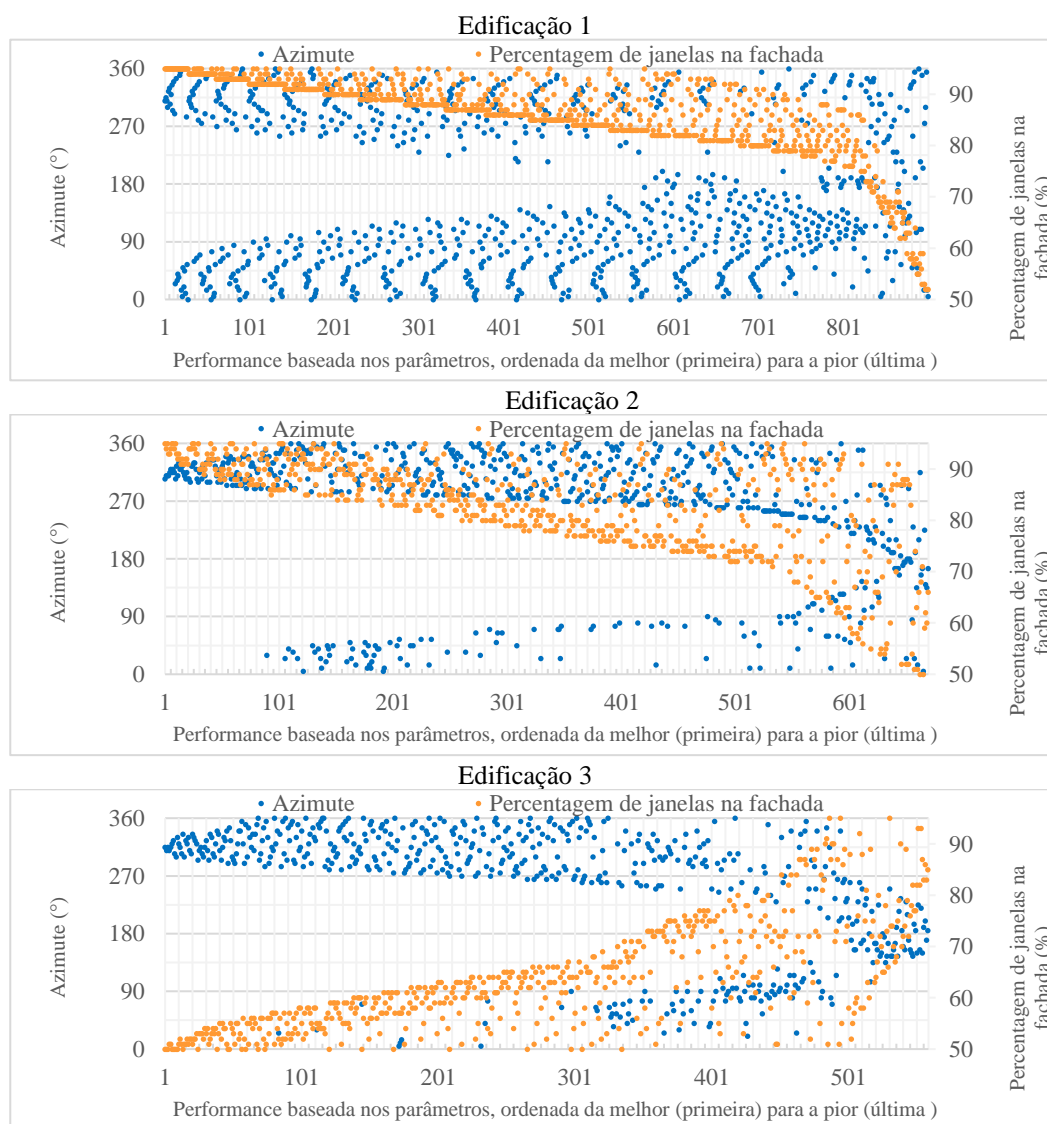 Edificação 1
Azimute Percentagem de janelas na fachada
360
270
180
90
0
90
80
70
60
50
Azimute (°)
Percentagem de janelas na
fachada (%)
1 101 201 301 401 501 601 701 801
Performance baseada nos parâmetros, ordenada da melhor (primeira) para a pior (última )
Edificação 2
Azimute Percentagem de janelas na fachada
360
270
180
90
0
90
80
70
60
50
Azimute (°)
Percentagem de janelas na
fachada (%)
1 101 201 301 401 501 601
Performance baseada nos parâmetros, ordenada da melhor (primeira) para a pior (última )
Edificação 3
Azimute Percentagem de janelas na fachada
360
270
180
90
0
90
80
70
60
50
Azimute (°)
Percentagem de janelas na
fachada (%)
1 101 201 301 401 501
Performance baseada nos parâmetros, ordenada da melhor (primeira) para a pior (última )